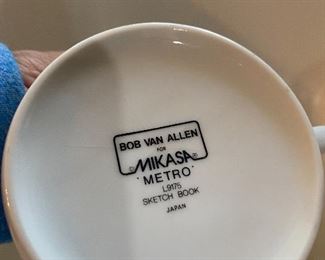 BOB VAN ALLEN
FOR
© MIKASA ®
'METRO'
L9175
SKETCH BOOK
JAPAN